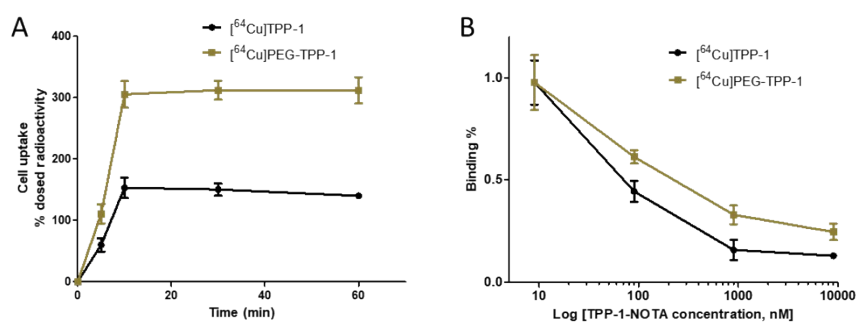 A
[⁶⁴Cu]TPP-1
[⁶⁴Cu]PEG-TPP-1
Cell uptake
% dosed radioactivity
400
300
200
100
0
0
20
40
60
Time (min)
B
[⁶⁴Cu]TPP-1
[⁶⁴Cu]PEG-TPP-1
Binding %
1.0
0.5
0.0
10
100
1000
10000
Log [TPP-1-NOTA concentration, nM]